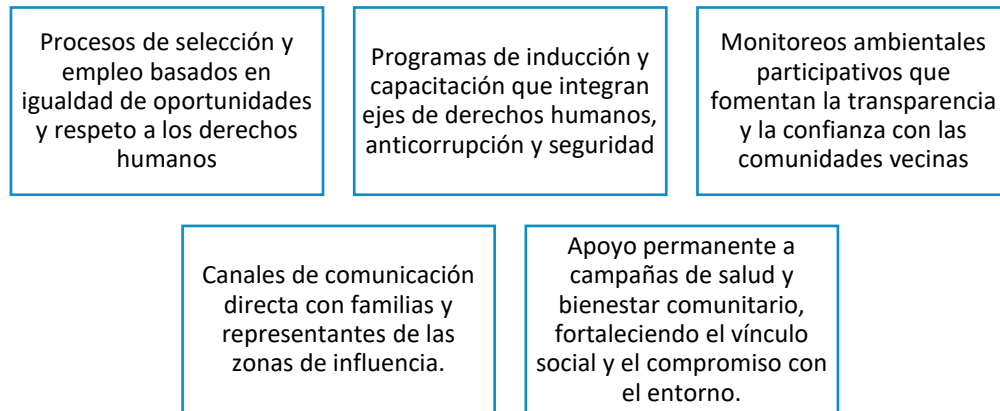 Procesos de selección y
empleo basados en
igualdad de oportunidades
y respeto a los derechos
humanos
Programas de inducción y
capacitación que integran
ejes de derechos humanos,
anticorrupción y seguridad
Monitoreos ambientales
participativos que
fomentan la transparencia
y la confianza con las
comunidades vecinas
Canales de comunicación
directa con familias y
representantes de las
zonas de influencia.
Apoyo permanente a
campañas de salud y
bienestar comunitario,
fortaleciendo el vínculo
social y el compromiso con
el entorno.